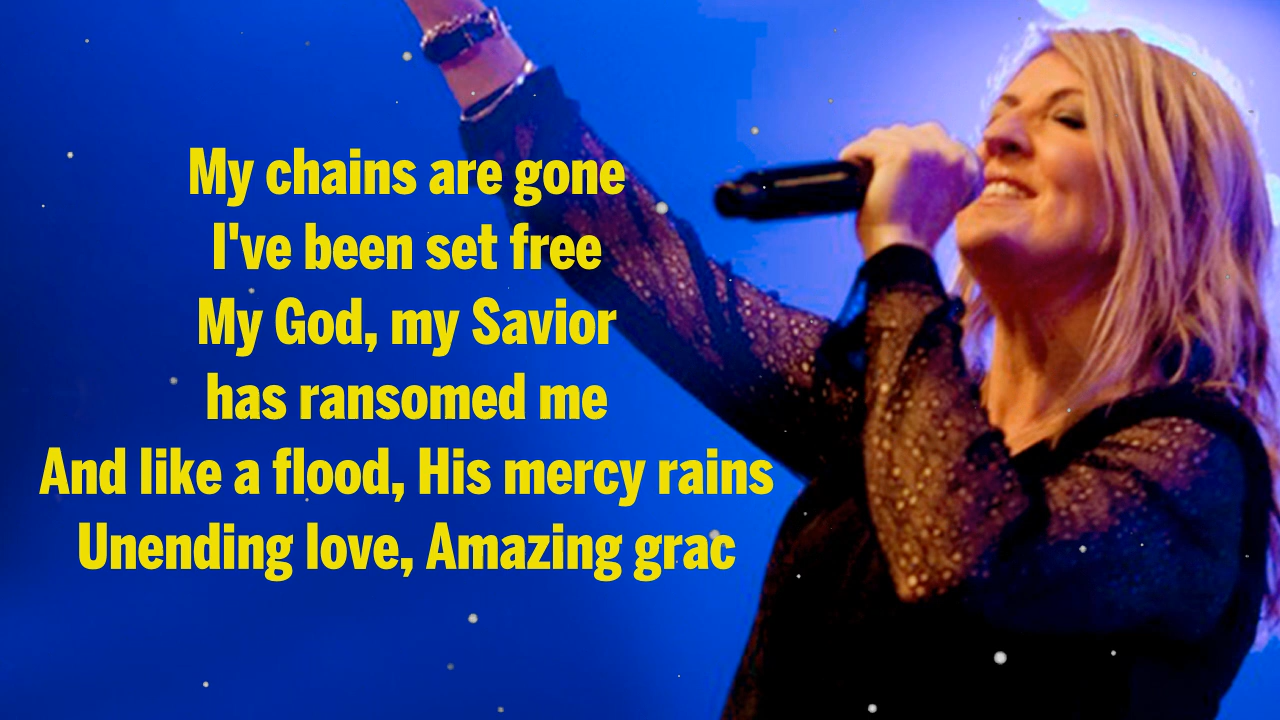 My chains are gone
I've been set free
My God, my Savior
has ransomed me
And like a flood, His mercy rains
Unending love, Amazing grac